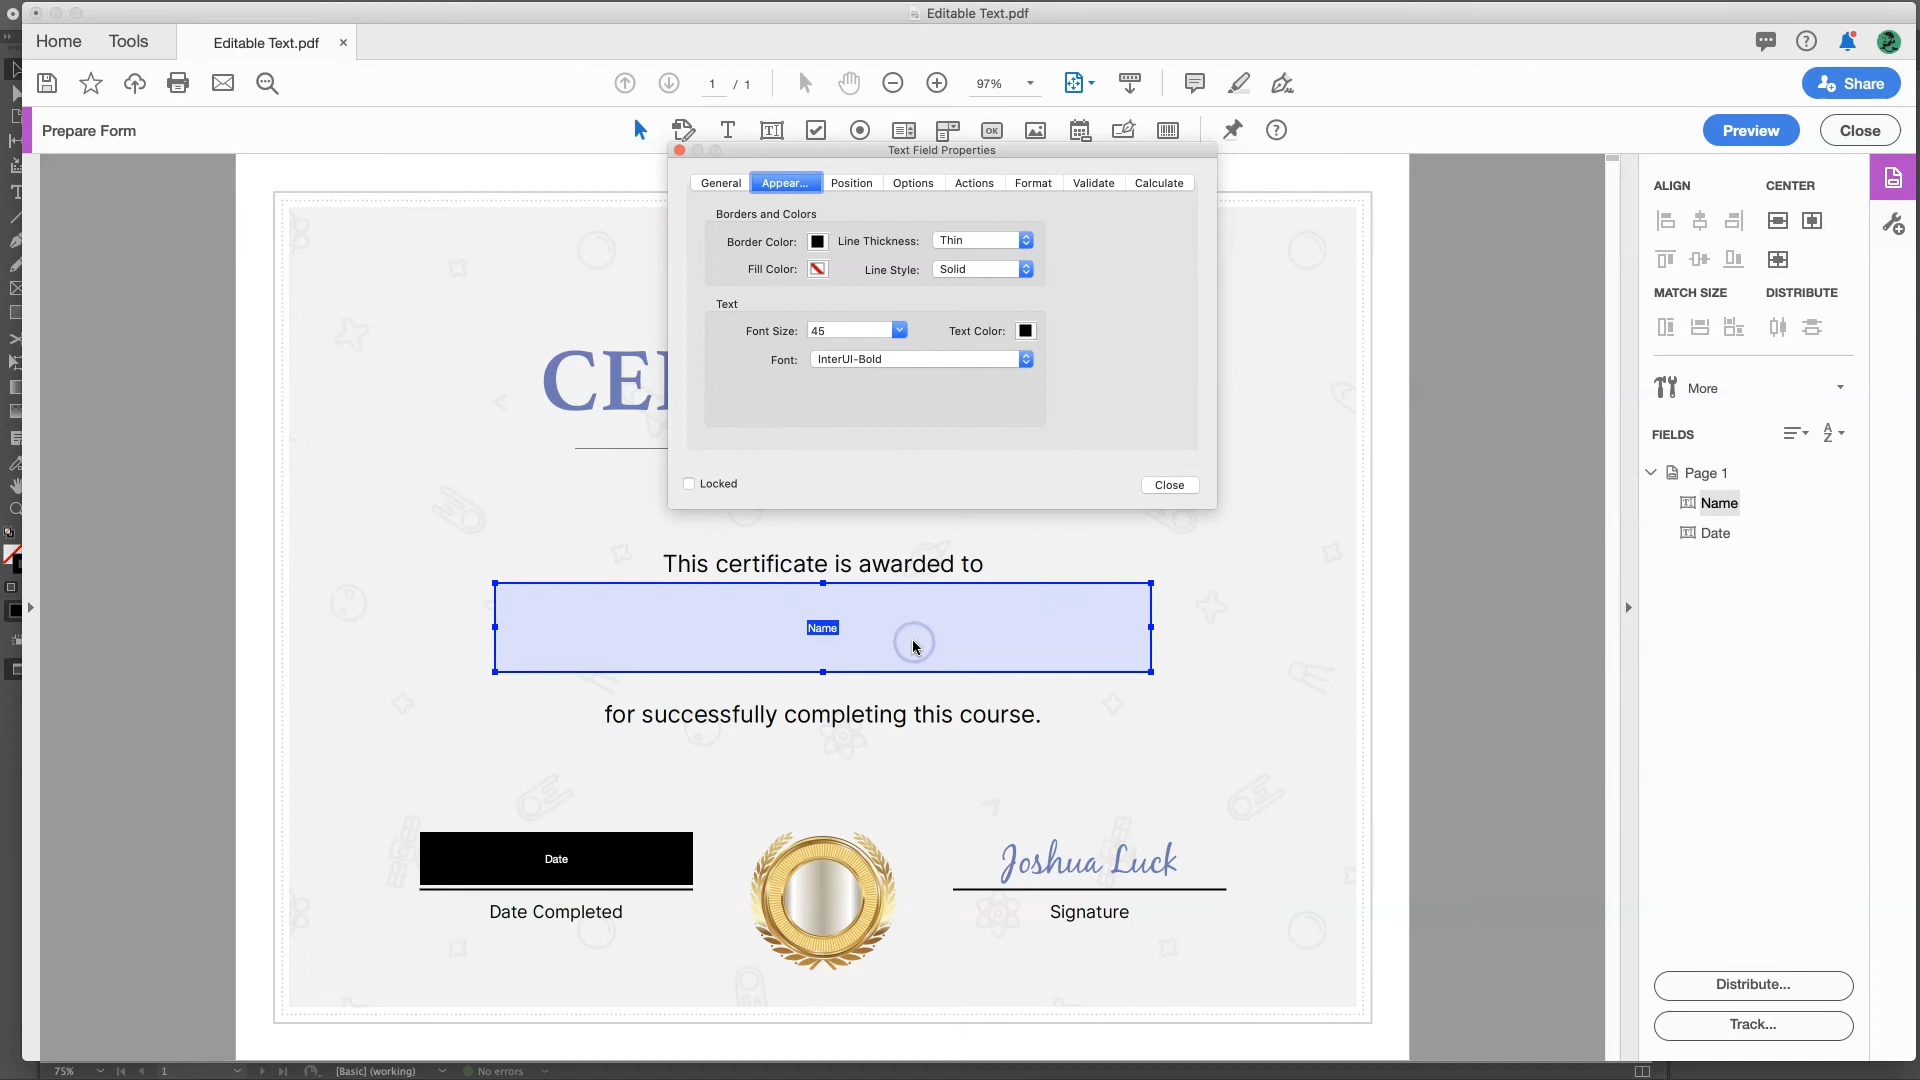 Editable Text.pdf
Home
Tools
Editable Text.pdf
1 / 1
97%
Share
Prepare Form
OK
Preview
Close
Text Field Properties
General
Appear...
Position
Options
Actions
Format
Validate
Calculate
Borders and Colors
Border Color:
Line Thickness: Thin
Fill Color:
Line Style: Solid
Text
Font Size: 45
Text Color:
Font: InterUI-Bold
Locked
Close
CE
This certificate is awarded to
Name
for successfully completing this course.
Date
Date Completed
Joshua Luck
Signature
ALIGN
CENTER
MATCH SIZE
DISTRIBUTE
More
FIELDS
Page 1
Name
Date
Distribute...
Track...
75%
1
[Basic] (working)
No errors